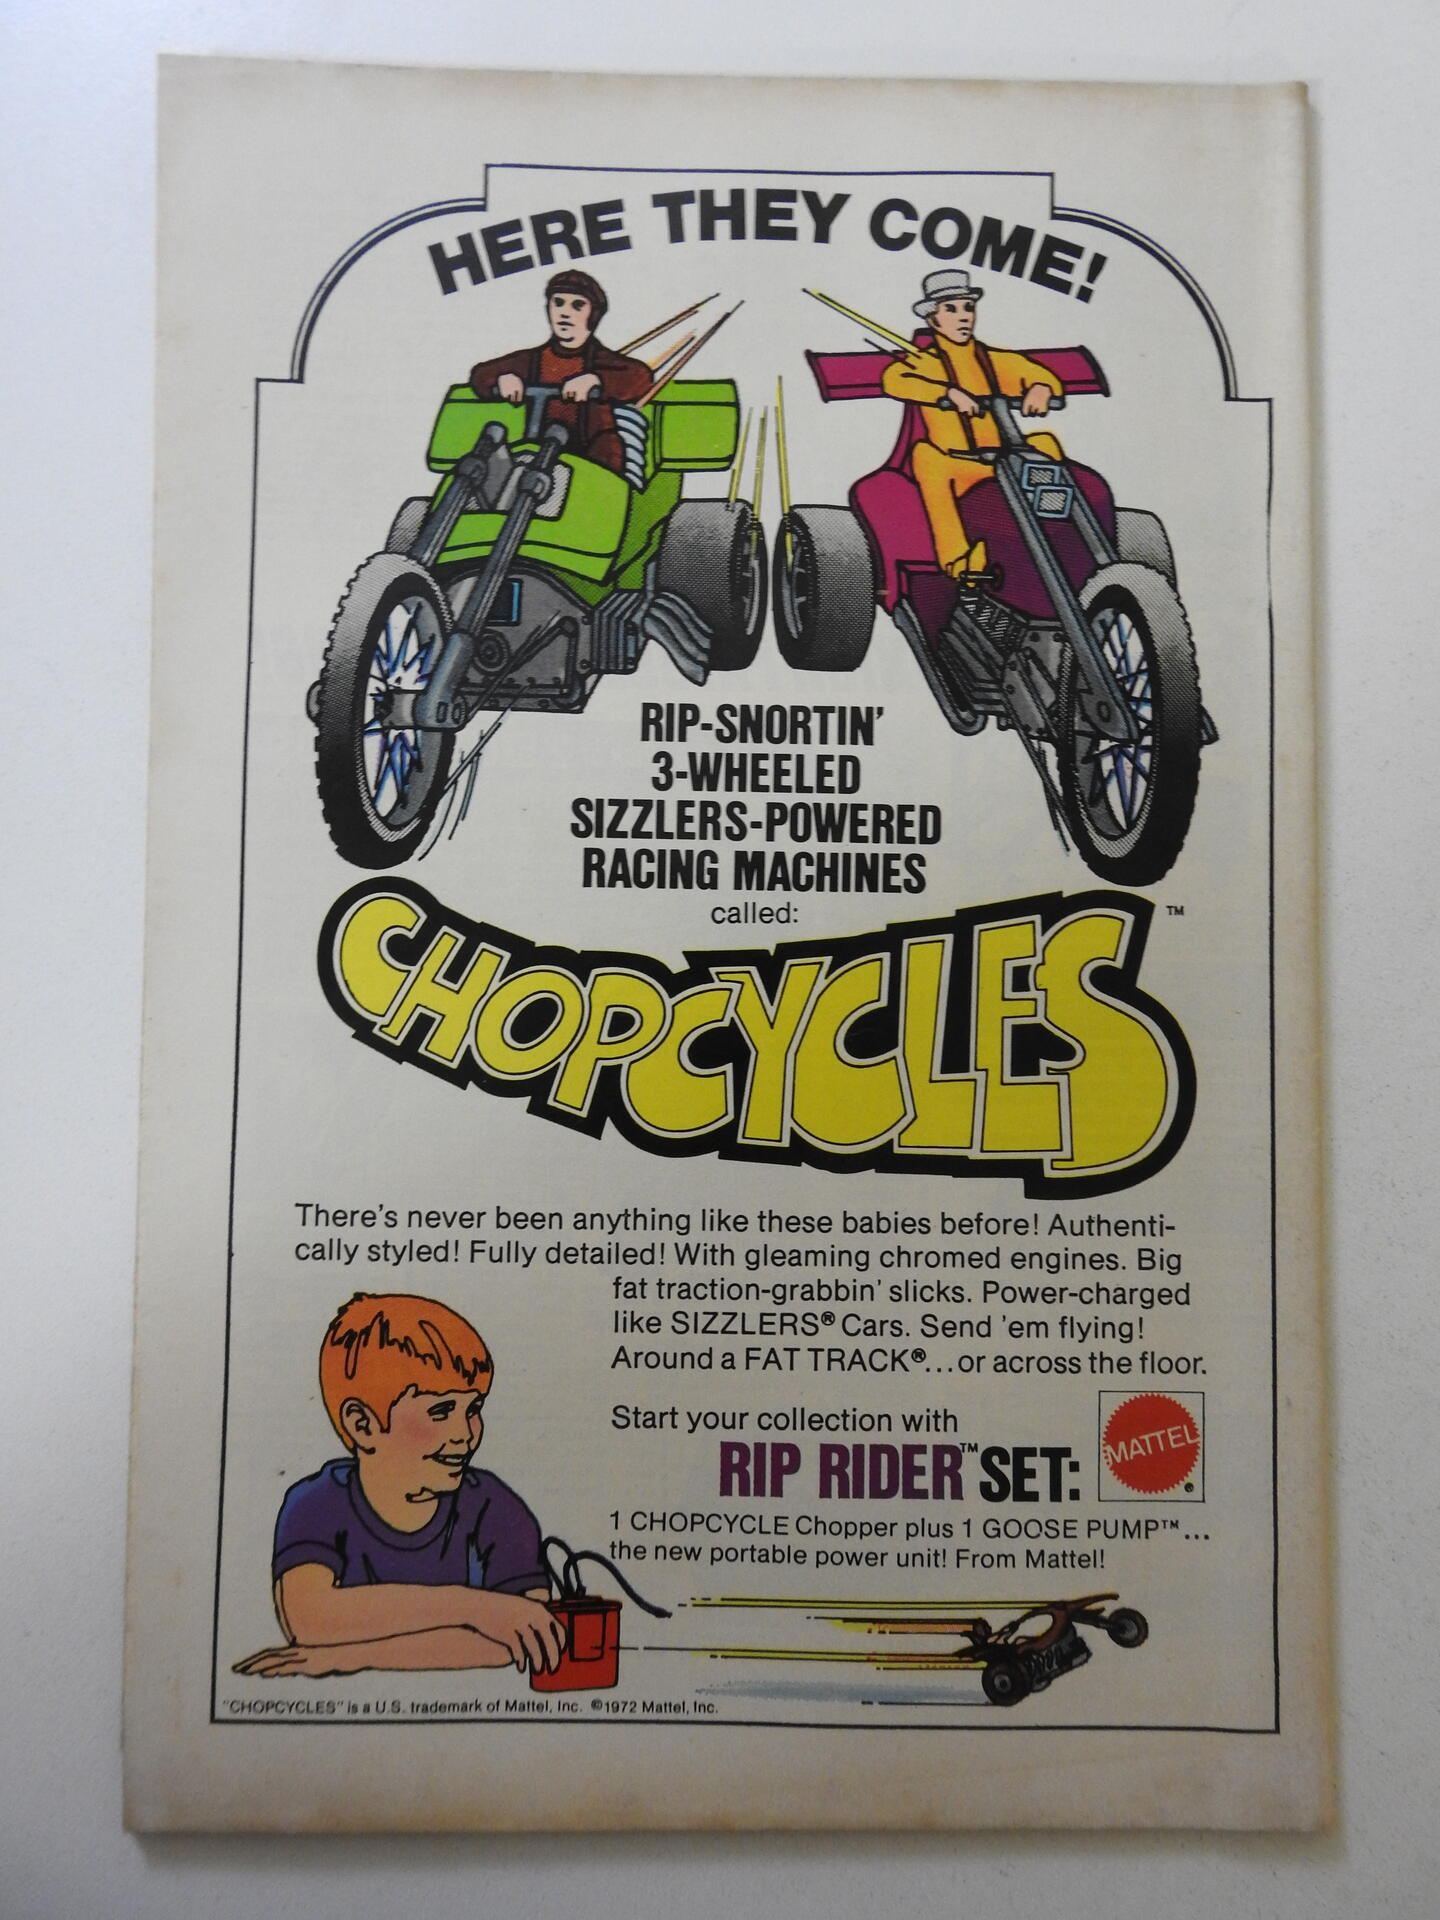 HERE THEY COME!
RIP-SNORTIN'
3-WHEELED
SIZZLERS-POWERED
RACING MACHINES
called:
CHOPCYCLES™
There's never been anything like these babies before! Authenti-
cally styled! Fully detailed! With gleaming chromed engines. Big
fat traction-grabbin' slicks. Power-charged
like SIZZLERS® Cars. Send 'em flying!
Around a FAT TRACK®...or across the floor.
Start your collection with
RIP RIDER™ SET:
MATTEL®
1 CHOPCYCLE Chopper plus 1 GOOSE PUMP™...
the new portable power unit! From Mattel!
"CHOPCYCLES" is a U.S. trademark of Mattel, Inc. ©1972 Mattel, Inc.